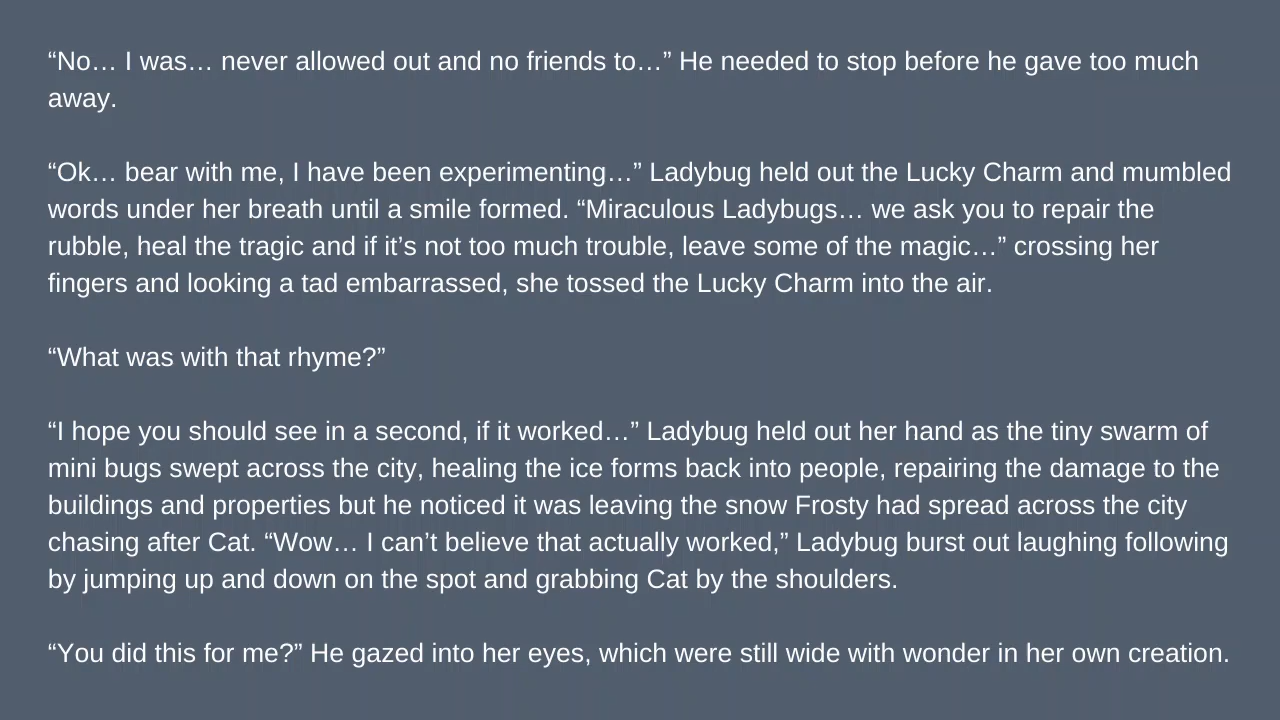 “No… I was… never allowed out and no friends to…” He needed to stop before he gave too much
away.
“Ok… bear with me, I have been experimenting…” Ladybug held out the Lucky Charm and mumbled
words under her breath until a smile formed. “Miraculous Ladybugs… we ask you to repair the
rubble, heal the tragic and if it’s not too much trouble, leave some of the magic…” crossing her
fingers and looking a tad embarrassed, she tossed the Lucky Charm into the air.
“What was with that rhyme?”
“I hope you should see in a second, if it worked…” Ladybug held out her hand as the tiny swarm of
mini bugs swept across the city, healing the ice forms back into people, repairing the damage to the
buildings and properties but he noticed it was leaving the snow Frosty had spread across the city
chasing after Cat. “Wow… I can’t believe that actually worked,” Ladybug burst out laughing following
by jumping up and down on the spot and grabbing Cat by the shoulders.
“You did this for me?” He gazed into her eyes, which were still wide with wonder in her own creation.